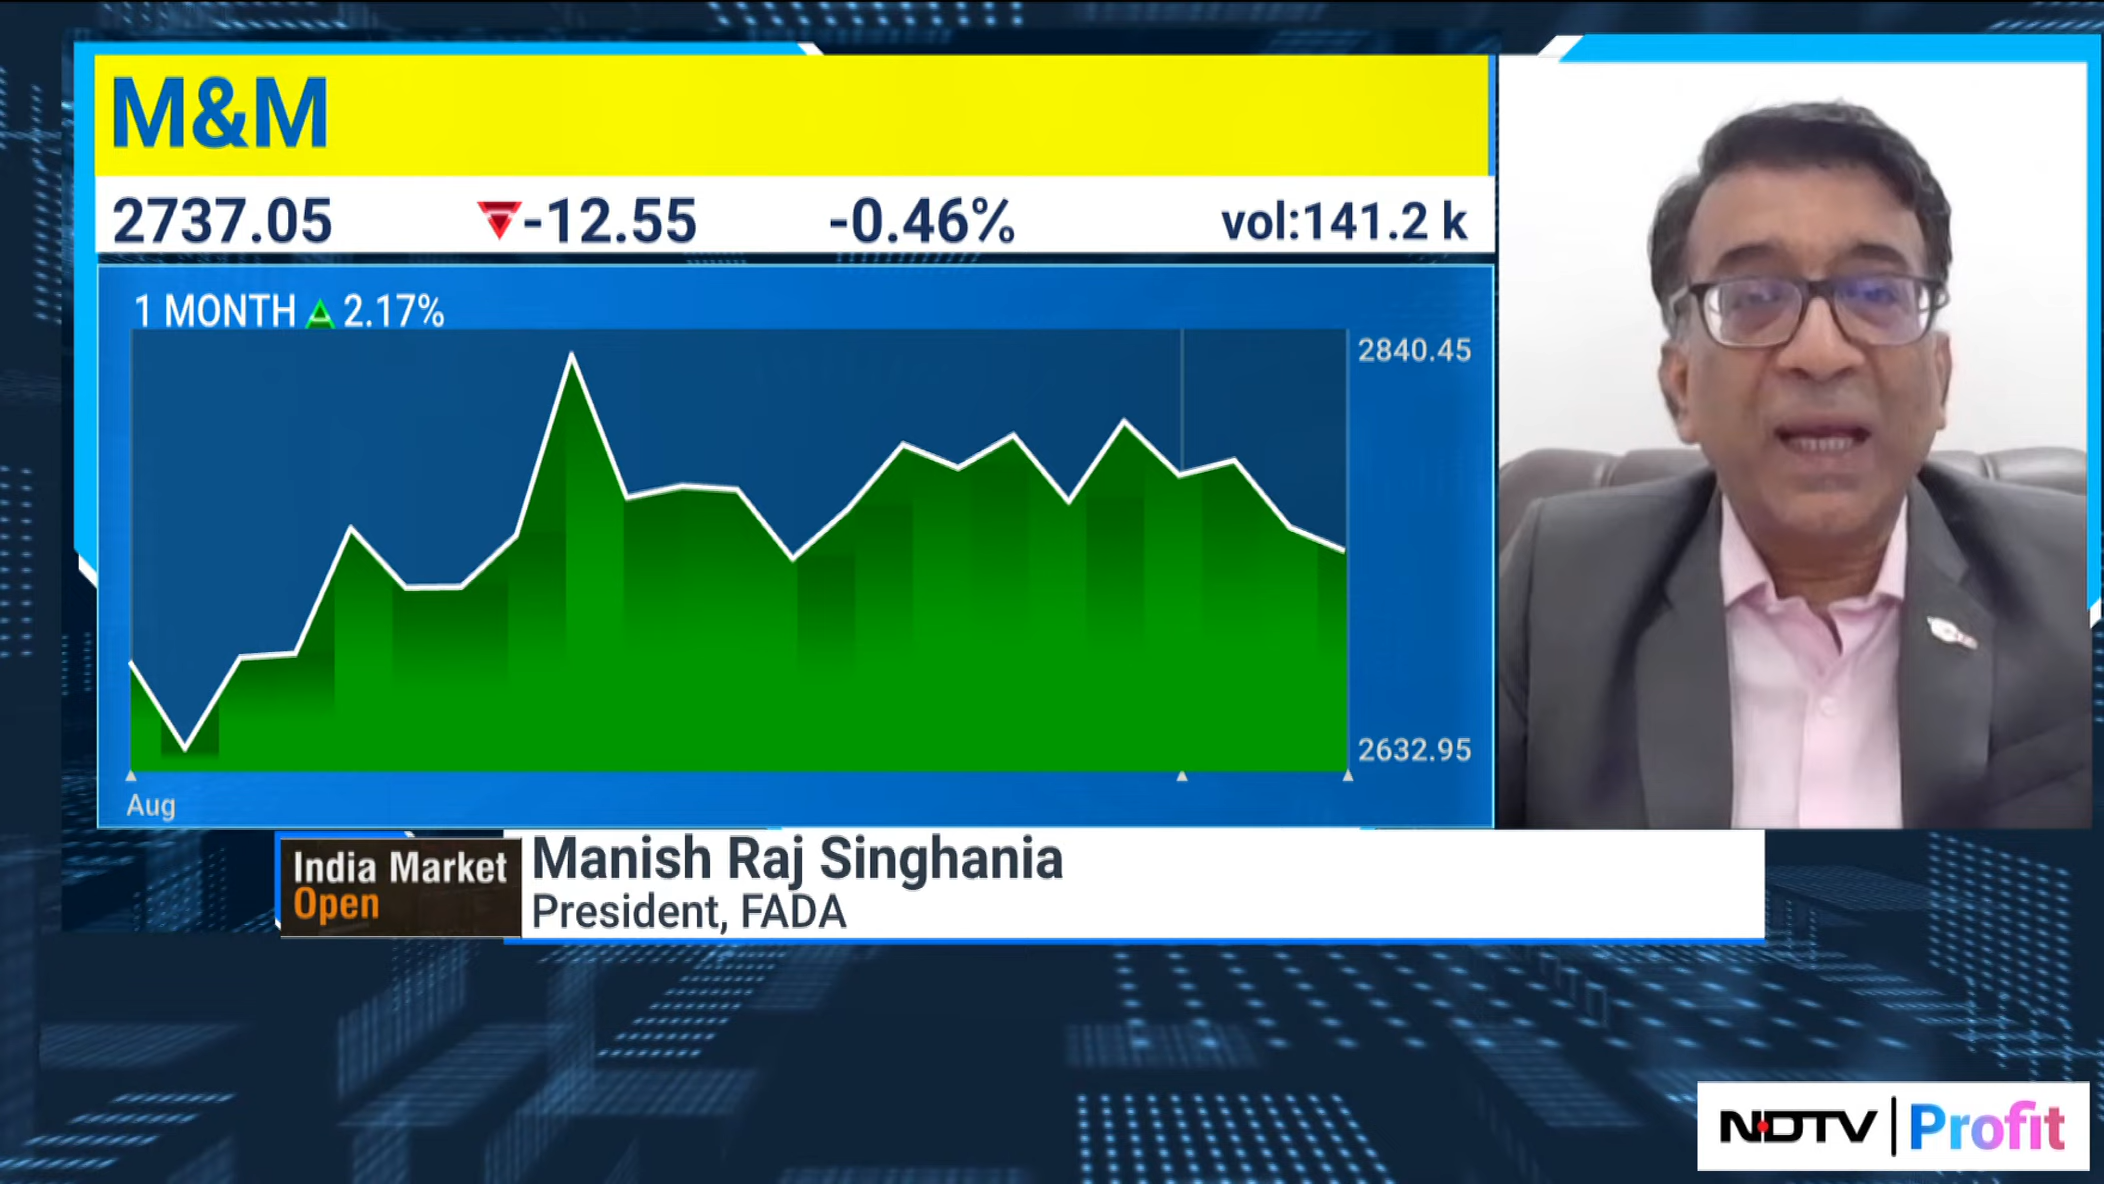 M&M
2737.05 -12.55 -0.46% vol:141.2 k
1 MONTH 2.17%
2840.45
2632.95
Aug
India Market
Open
Manish Raj Singhania
President, FADA
NDTV Profit